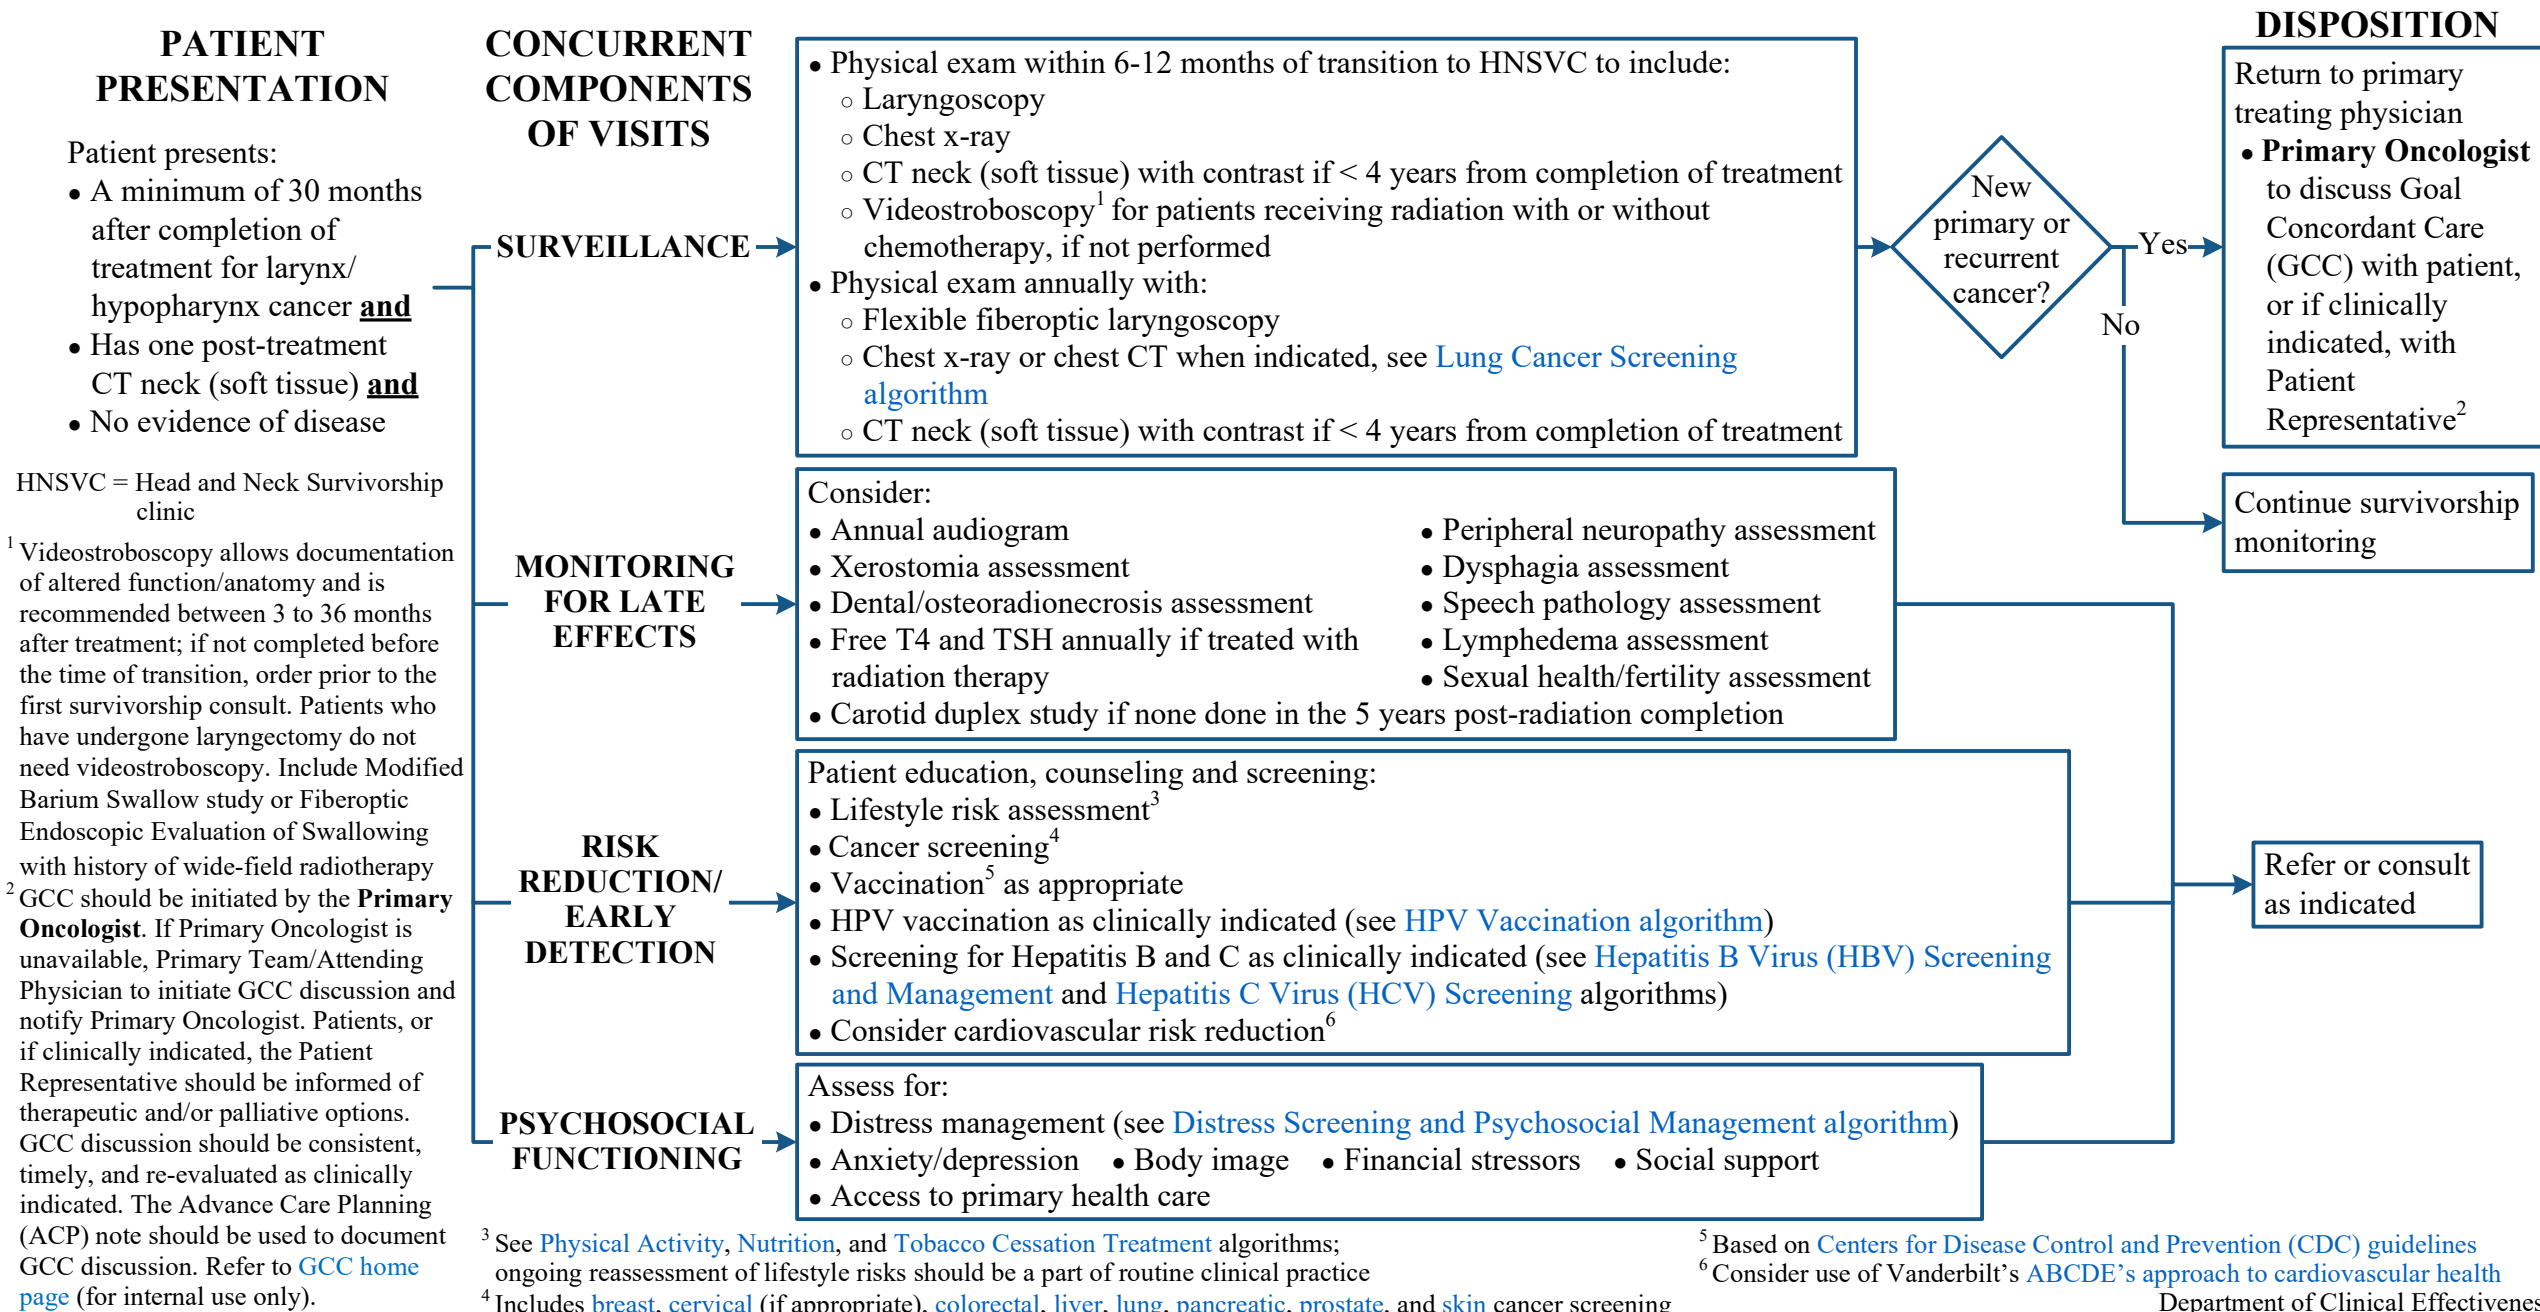 PATIENT
PRESENTATION
Patient presents:
● A minimum of 30 months
after completion of
treatment for larynx/
hypopharynx cancer and
● Has one post-treatment
CT neck (soft tissue) and
● No evidence of disease
HNSVC = Head and Neck Survivorship
clinic
1 Videostroboscopy allows documentation
of altered function/anatomy and is
recommended between 3 to 36 months
after treatment; if not completed before
the time of transition, order prior to the
first survivorship consult. Patients who
have undergone laryngectomy do not
need videostroboscopy. Include Modified
Barium Swallow study or Fiberoptic
Endoscopic Evaluation of Swallowing
with history of wide-field radiotherapy
2 GCC should be initiated by the Primary
Oncologist. If Primary Oncologist is
unavailable, Primary Team/Attending
Physician to initiate GCC discussion and
notify Primary Oncologist. Patients, or
if clinically indicated, the Patient
Representative should be informed of
therapeutic and/or palliative options.
GCC discussion should be consistent,
timely, and re-evaluated as clinically
indicated. The Advance Care Planning
(ACP) note should be used to document
GCC discussion. Refer to GCC home
page (for internal use only).
CONCURRENT
COMPONENTS
OF VISITS
SURVEILLANCE
● Physical exam within 6-12 months of transition to HNSVC to include:
○ Laryngoscopy
○ Chest x-ray
○ CT neck (soft tissue) with contrast if < 4 years from completion of treatment
○ Videostroboscopy1 for patients receiving radiation with or without
chemotherapy, if not performed
● Physical exam annually with:
○ Flexible fiberoptic laryngoscopy
○ Chest x-ray or chest CT when indicated, see Lung Cancer Screening
algorithm
○ CT neck (soft tissue) with contrast if < 4 years from completion of treatment
New
primary or
recurrent
cancer?
Yes
No
DISPOSITION
Return to primary
treating physician
● Primary Oncologist
to discuss Goal
Concordant Care
(GCC) with patient,
or if clinically
indicated, with
Patient
Representative2
Continue survivorship
monitoring
MONITORING
FOR LATE
EFFECTS
Consider:
● Annual audiogram
● Xerostomia assessment
● Dental/osteoradionecrosis assessment
● Free T4 and TSH annually if treated with
radiation therapy
● Carotid duplex study if none done in the 5 years post-radiation completion
● Peripheral neuropathy assessment
● Dysphagia assessment
● Speech pathology assessment
● Lymphedema assessment
● Sexual health/fertility assessment
RISK
REDUCTION/
EARLY
DETECTION
Patient education, counseling and screening:
● Lifestyle risk assessment3
● Cancer screening4
● Vaccination5 as appropriate
● HPV vaccination as clinically indicated (see HPV Vaccination algorithm)
● Screening for Hepatitis B and C as clinically indicated (see Hepatitis B Virus (HBV) Screening
and Management and Hepatitis C Virus (HCV) Screening algorithms)
● Consider cardiovascular risk reduction6
Refer or consult
as indicated
PSYCHOSOCIAL
FUNCTIONING
Assess for:
● Distress management (see Distress Screening and Psychosocial Management algorithm)
● Anxiety/depression ● Body image ● Financial stressors ● Social support
● Access to primary health care
3 See Physical Activity, Nutrition, and Tobacco Cessation Treatment algorithms;
ongoing reassessment of lifestyle risks should be a part of routine clinical practice
4 Includes breast, cervical (if appropriate), colorectal, liver, lung, pancreatic, prostate, and skin cancer screening
5 Based on Centers for Disease Control and Prevention (CDC) guidelines
6 Consider use of Vanderbilt's ABCDE's approach to cardiovascular health
Department of Clinical Effectivenes